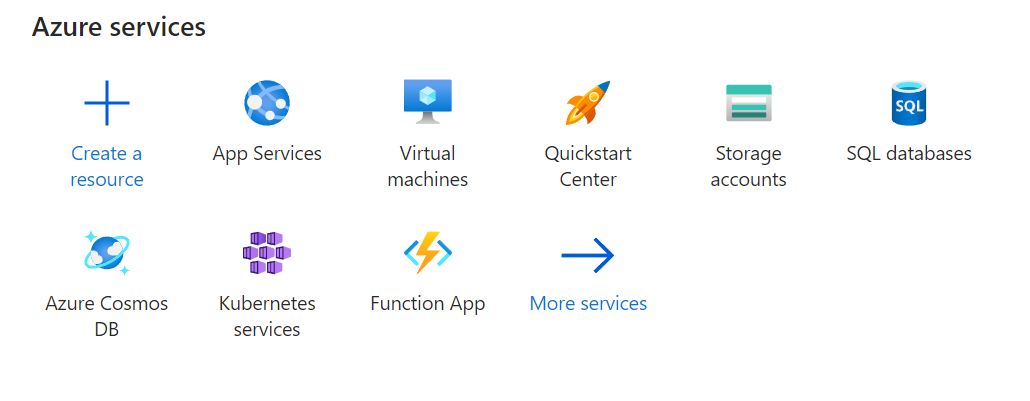 Azure services
SQL
Create a
resource
App Services
Virtual
machines
Quickstart
Center
Storage
accounts
SQL databases
Azure Cosmos
DB
Kubernetes
services
Function App
More services